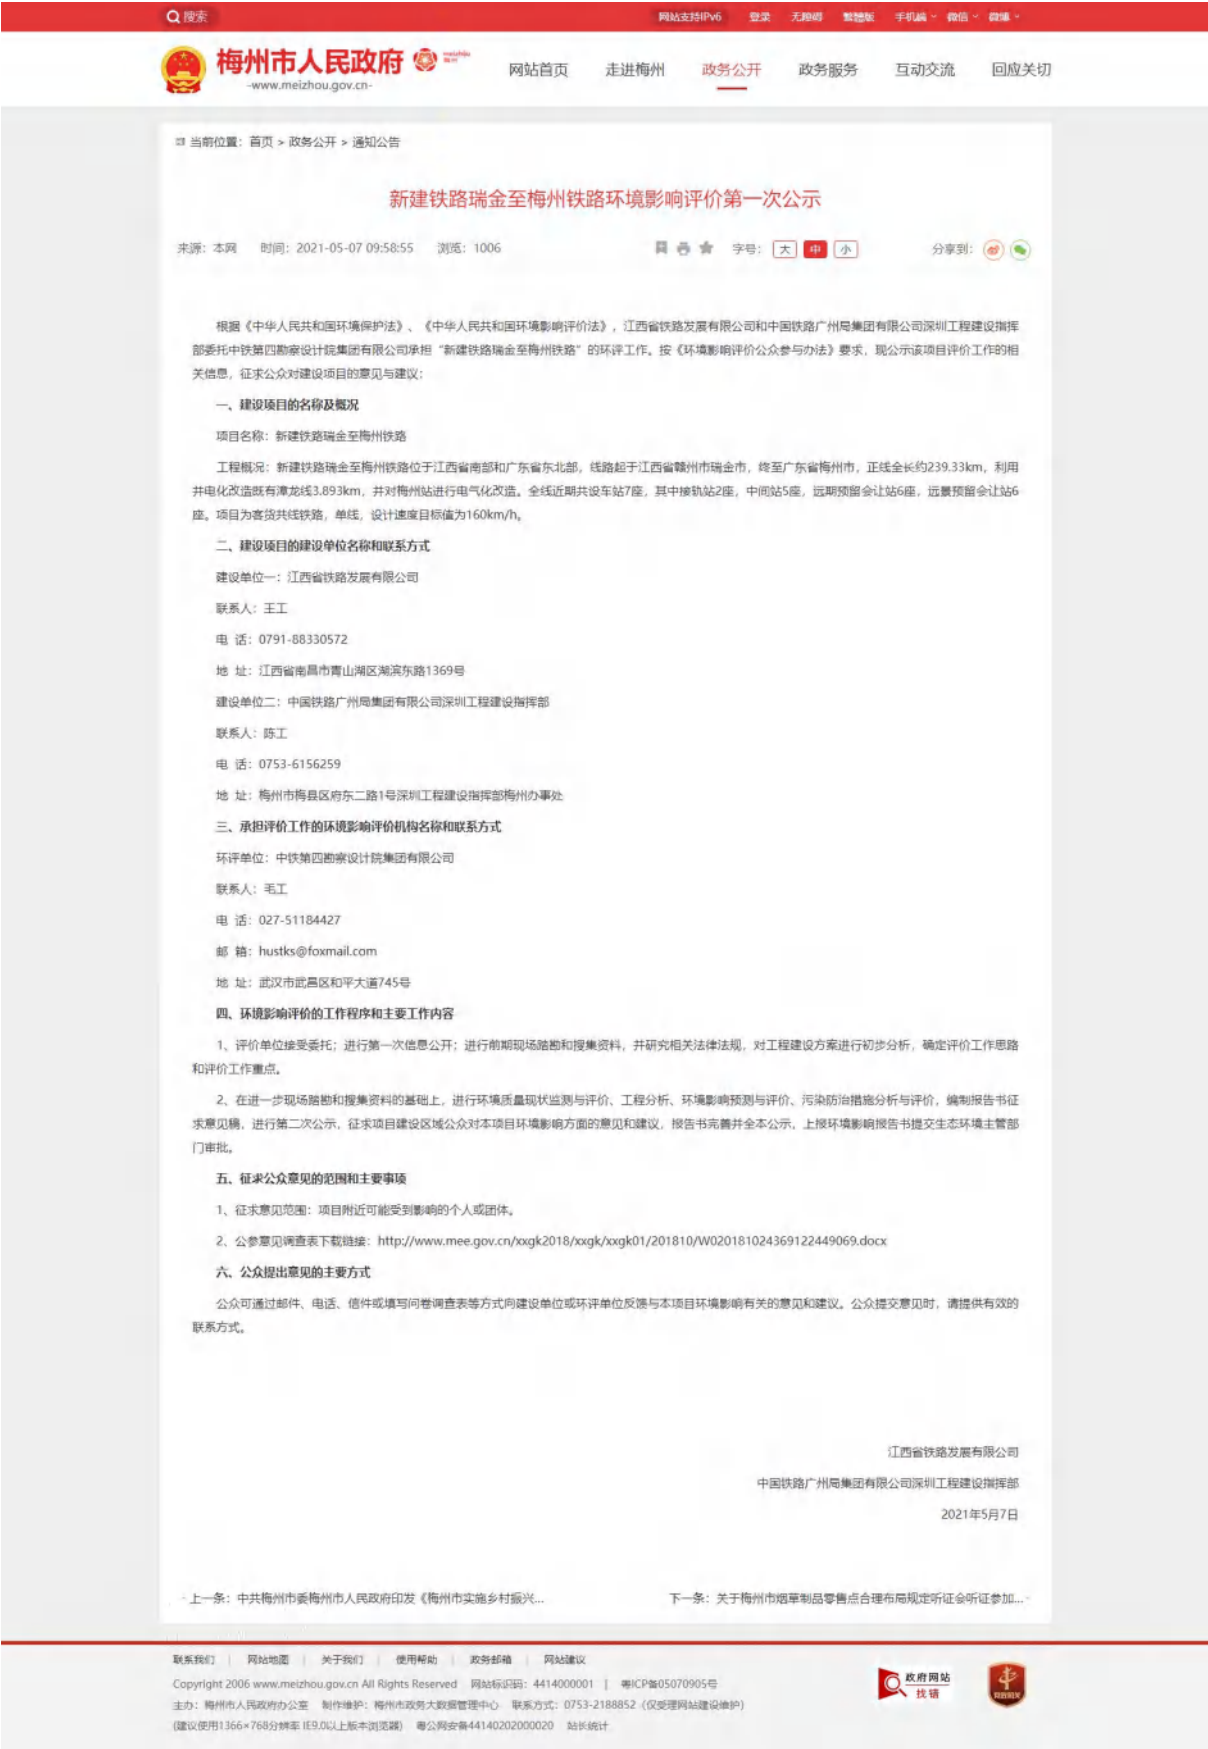 搜索 网站支持IPv6 登录 无障碍 繁體版 手机端 微信 微博
梅州市人民政府 meizhou
-www.meizhou.gov.cn-
网站首页 走进梅州 政务公开 政务服务 互动交流 回应关切
当前位置：首页 > 政务公开 > 通知公告
新建铁路瑞金至梅州铁路环境影响评价第一次公示
来源：本网 时间：2021-05-07 09:58:55 浏览：1006 字号： 大 中 小 分享到：
根据《中华人民共和国环境保护法》、《中华人民共和国环境影响评价法》，江西省铁路发展有限公司和中国铁路广州局集团有限公司深圳工程建设指挥
部委托中铁第四勘察设计院集团有限公司承担“新建铁路瑞金至梅州铁路”的环评工作。按《环境影响评价公众参与办法》要求，现公示该项目评价工作的相
关信息，征求公众对建设项目的意见与建议：
一、建设项目的名称及概况
项目名称：新建铁路瑞金至梅州铁路
工程概况：新建铁路瑞金至梅州铁路位于江西省南部和广东省东北部，线路起于江西省赣州市瑞金市，终至广东省梅州市，正线全长约239.33km，利用
并电化改造既有漳龙线3.893km，并对梅州站进行电气化改造。全线近期共设车站7座，其中接轨站2座，中间站5座，远期预留会让站6座，远景预留会让站6
座。项目为客货共线铁路，单线，设计速度目标值为160km/h。
二、建设项目的建设单位名称和联系方式
建设单位一：江西省铁路发展有限公司
联系人：王工
电 话：0791-88330572
地 址：江西省南昌市青山湖区湖滨东路1369号
建设单位二：中国铁路广州局集团有限公司深圳工程建设指挥部
联系人：陈工
电 话：0753-6156259
地 址：梅州市梅县区府东二路1号深圳工程建设指挥部梅州办事处
三、承担评价工作的环境影响评价机构名称和联系方式
环评单位：中铁第四勘察设计院集团有限公司
联系人：毛工
电 话：027-51184427
邮 箱：hustks@foxmail.com
地 址：武汉市武昌区和平大道745号
四、环境影响评价的工作程序和主要工作内容
1、评价单位接受委托；进行第一次信息公开；进行前期现场踏勘和搜集资料，并研究相关法律法规，对工程建设方案进行初步分析，确定评价工作思路
和评价工作重点。
2、在进一步现场踏勘和搜集资料的基础上，进行环境质量现状监测与评价、工程分析、环境影响预测与评价、污染防治措施分析与评价，编制报告书征
求意见稿，进行第二次公示，征求项目建设区域公众对本项目环境影响方面的意见和建议，报告书完善并全本公示，上报环境影响报告书提交生态环境主管部
门审批。
五、征求公众意见的范围和主要事项
1、征求意见范围：项目附近可能受到影响的个人或团体。
2、公参意见调查表下载链接：http://www.mee.gov.cn/xxgk2018/xxgk/xxgk01/201810/W020181024369122449069.docx
六、公众提出意见的主要方式
公众可通过邮件、电话、信件或填写问卷调查表等方式向建设单位或环评单位反馈与本项目环境影响有关的意见和建议。公众提交意见时，请提供有效的
联系方式。
江西省铁路发展有限公司
中国铁路广州局集团有限公司深圳工程建设指挥部
2021年5月7日
· 上一条：中共梅州市委梅州市人民政府印发《梅州市实施乡村振兴... 下一条：关于梅州市烟草制品零售点合理布局规定听证会听证参加... ·
联系我们 | 网站地图 | 关于我们 | 使用帮助 | 政务邮箱 | 网站建议
Copyright 2006 www.meizhou.gov.cn All Rights Reserved 网站标识码：4414000001 | 粤ICP备05070905号
主办：梅州市人民政府办公室 制作维护：梅州市政务大数据管理中心 联系方式：0753-2188852（仅受理网站建设维护）
(建议使用1366×768分辨率 IE9.0以上版本浏览器) 粤公网安备44140202000020 站长统计
政府网站
找错